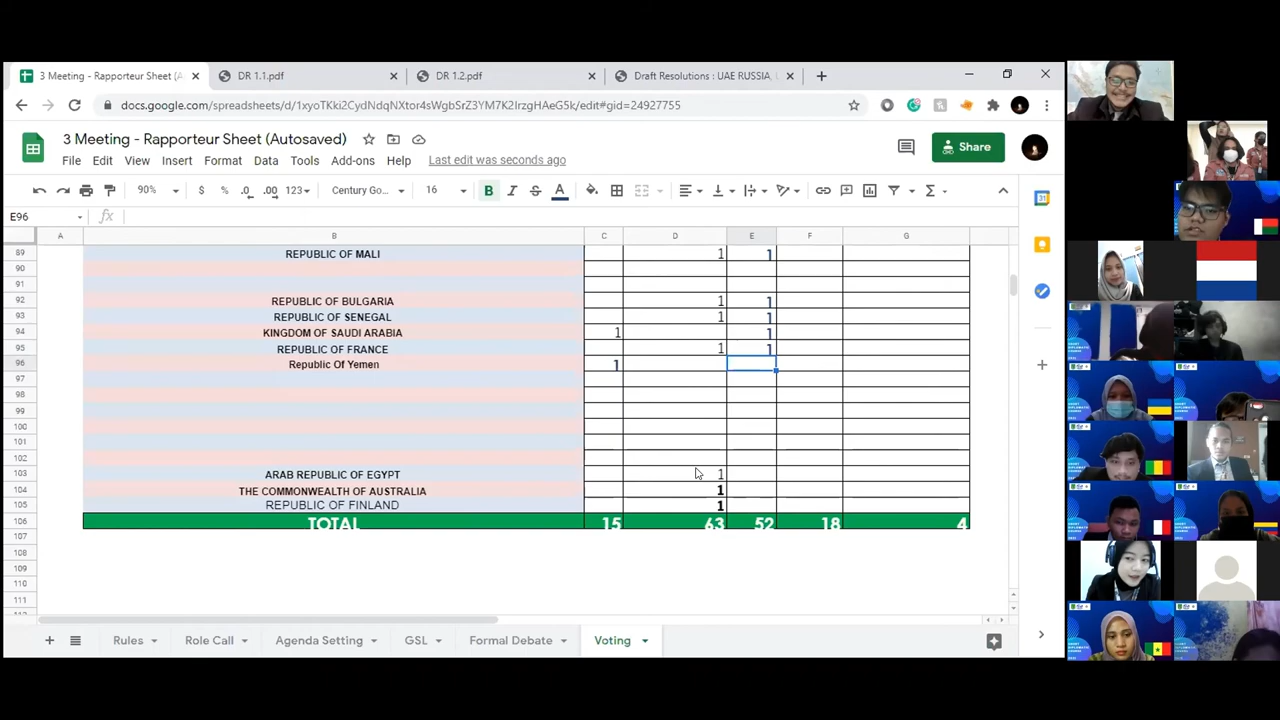 3 Meeting - Rapporteur Sheet (A
DR 1.1.pdf
DR 1.2.pdf
Draft Resolutions : UAE RUSSIA,
docs.google.com/spreadsheets/d/1xyoTKki2CydNdqNXtor4sWgbSrZ3YM7K2IrzgHAeG5k/edit#gid=24927755
3 Meeting - Rapporteur Sheet (Autosaved)
File Edit View Insert Format Data Tools Add-ons Help Last edit was seconds ago
Share
90% $ % .0 .00 123 Century Go... 16 B I S A
E96 fx
A B C D E F G
89 REPUBLIC OF MALI 1 1
90
91
92 REPUBLIC OF BULGARIA 1 1
93 REPUBLIC OF SENEGAL 1 1
94 KINGDOM OF SAUDI ARABIA 1 1
95 REPUBLIC OF FRANCE 1 1
96 Republic Of Yemen 1
97
98
99
100
101
102
103 ARAB REPUBLIC OF EGYPT 1
104 THE COMMONWEALTH OF AUSTRALIA 1
105 REPUBLIC OF FINLAND 1
106 TOTAL 15 63 52 18 4
107
108
109
110
111
Rules
Role Call
Agenda Setting
GSL
Formal Debate
Voting